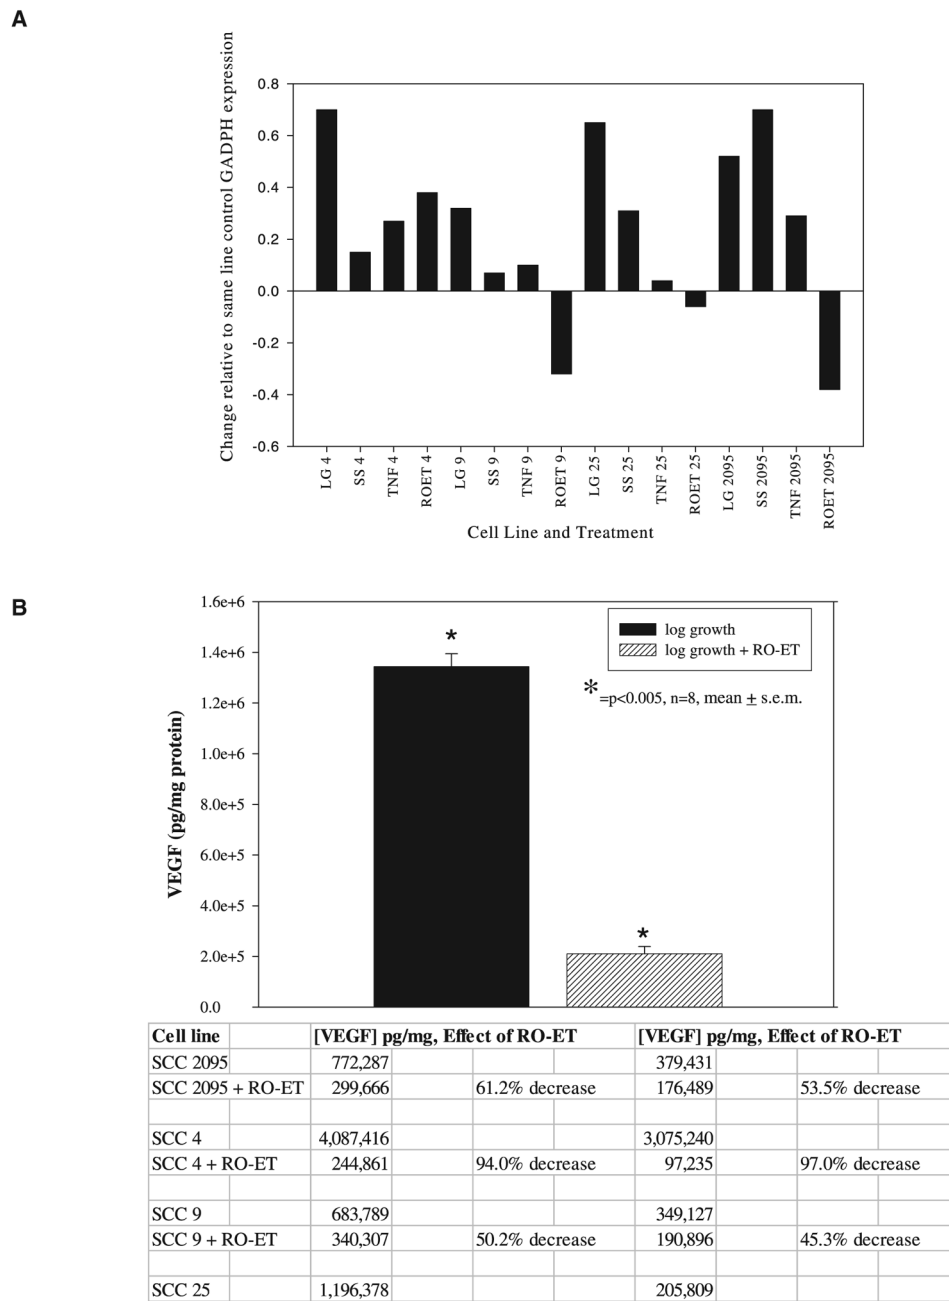 A
Change relative to same line control GADPH expression
0.8
0.6
0.4
0.2
0.0
-0.2
-0.4
-0.6
LG 4
SS 4
TNF 4
ROET 4
LG 9
SS 9
TNF 9
ROET 9
LG 25
SS 25
TNF 25
ROET 25
LG 2095
SS 2095
TNF 2095
ROET 2095
Cell Line and Treatment
B
VEGF (pg/mg protein)
1.6e+6
1.4e+6
1.2e+6
1.0e+6
8.0e+5
6.0e+5
4.0e+5
2.0e+5
0.0
*
*
log growth
log growth + RO-ET
*=p<0.005, n=8, mean ± s.e.m.
Cell line [VEGF] pg/mg, Effect of RO-ET [VEGF] pg/mg, Effect of RO-ET
SCC 2095 772,287 379,431
SCC 2095 + RO-ET 299,666 61.2% decrease 176,489 53.5% decrease
SCC 4 4,087,416 3,075,240
SCC 4 + RO-ET 244,861 94.0% decrease 97,235 97.0% decrease
SCC 9 683,789 349,127
SCC 9 + RO-ET 340,307 50.2% decrease 190,896 45.3% decrease
SCC 25 1,196,378 205,809